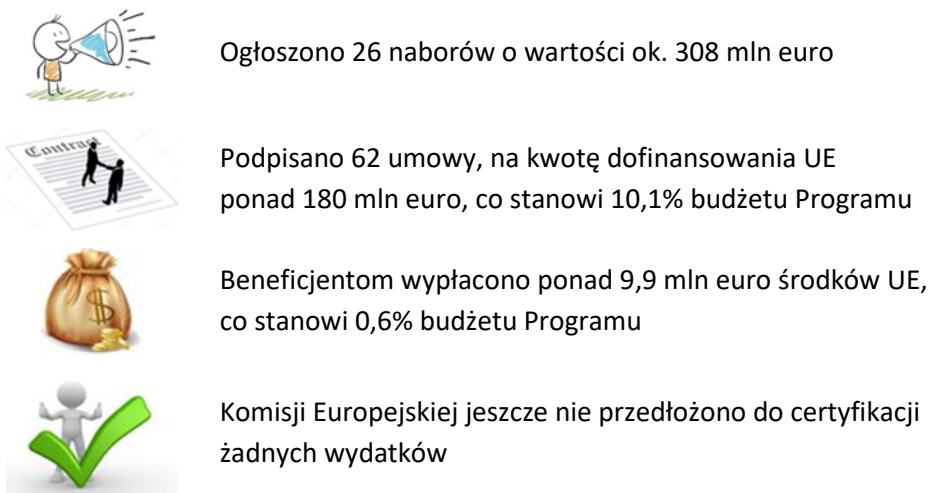 Ogłoszono 26 naborów o wartości ok. 308 mln euro
Contract
Podpisano 62 umowy, na kwotę dofinansowania UE
ponad 180 mln euro, co stanowi 10,1% budżetu Programu
Beneficjentom wypłacono ponad 9,9 mln euro środków UE,
co stanowi 0,6% budżetu Programu
$
Komisji Europejskiej jeszcze nie przedłożono do certyfikacji
żadnych wydatków